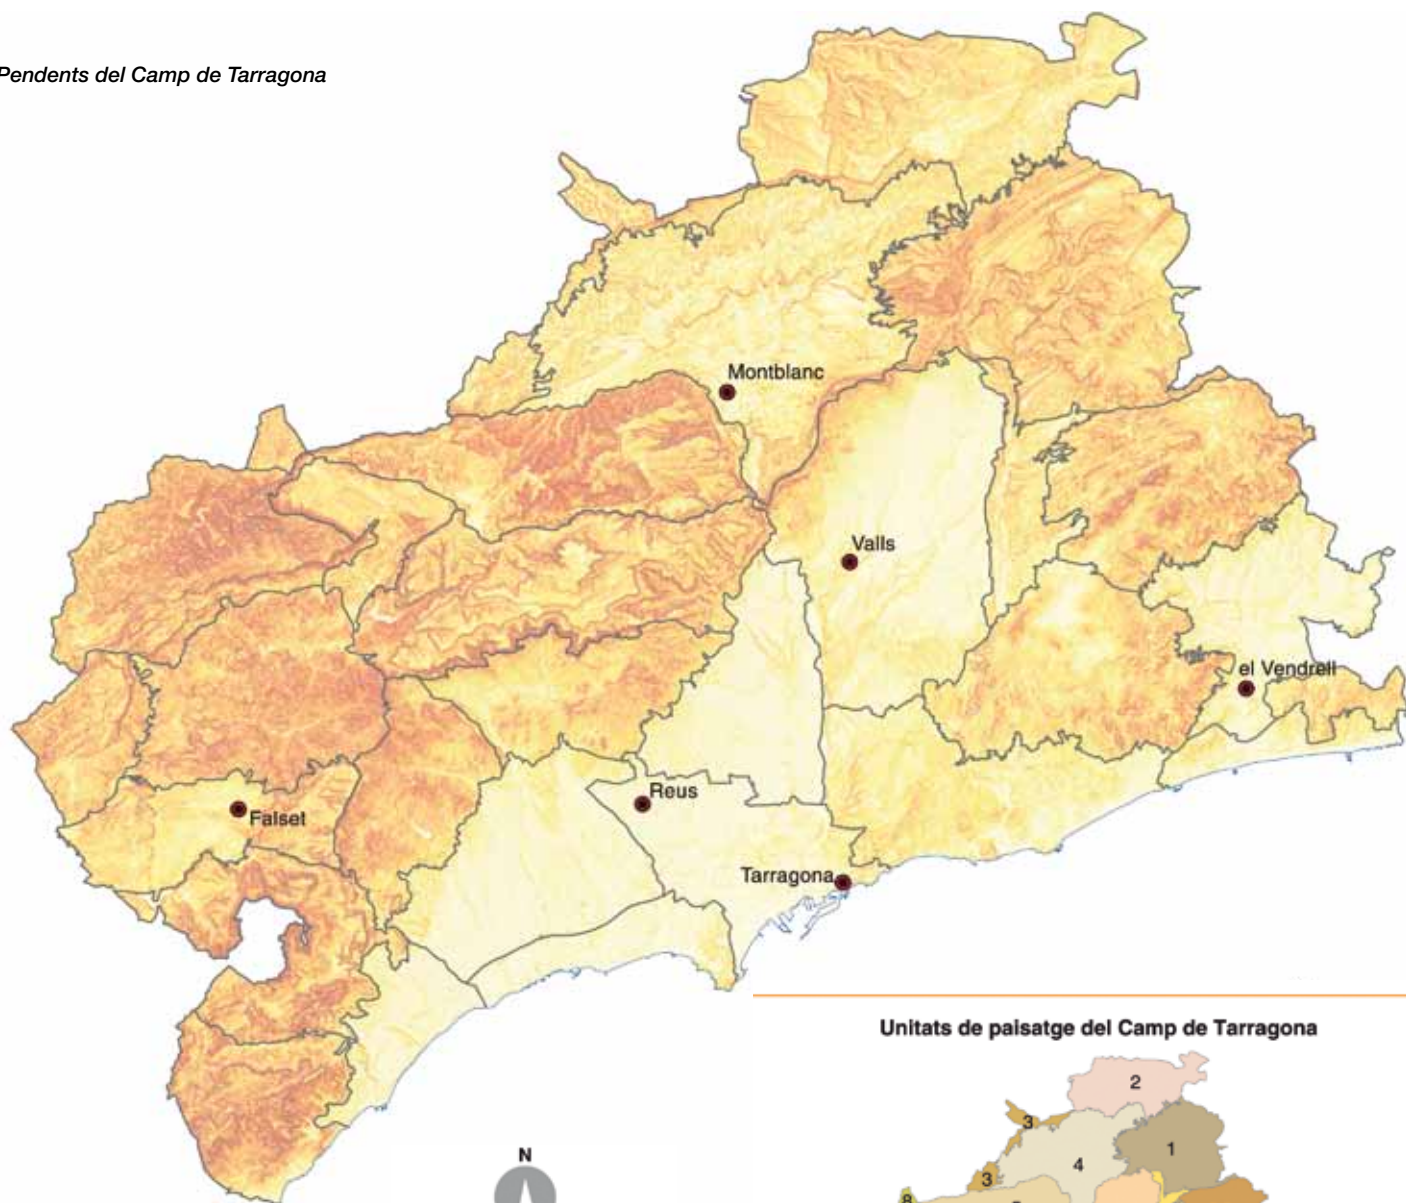 Pendents del Camp de Tarragona
Montblanc
Valls
el Vendrell
Reus
Falset
Tarragona
N
Unitats de paisatge del Camp de Tarragona
2
3
1
4
3
8